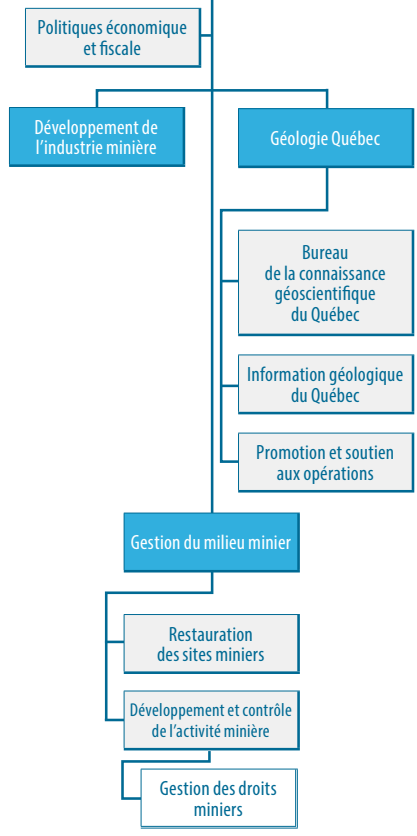 Politiques économique
et fiscale
Développement de
l'industrie minière
Géologie Québec
Bureau
de la connaissance
géoscientifique
du Québec
Information géologique
du Québec
Promotion et soutien
aux opérations
Gestion du milieu minier
Restauration
des sites miniers
Développement et contrôle
de l'activité minière
Gestion des droits
miniers